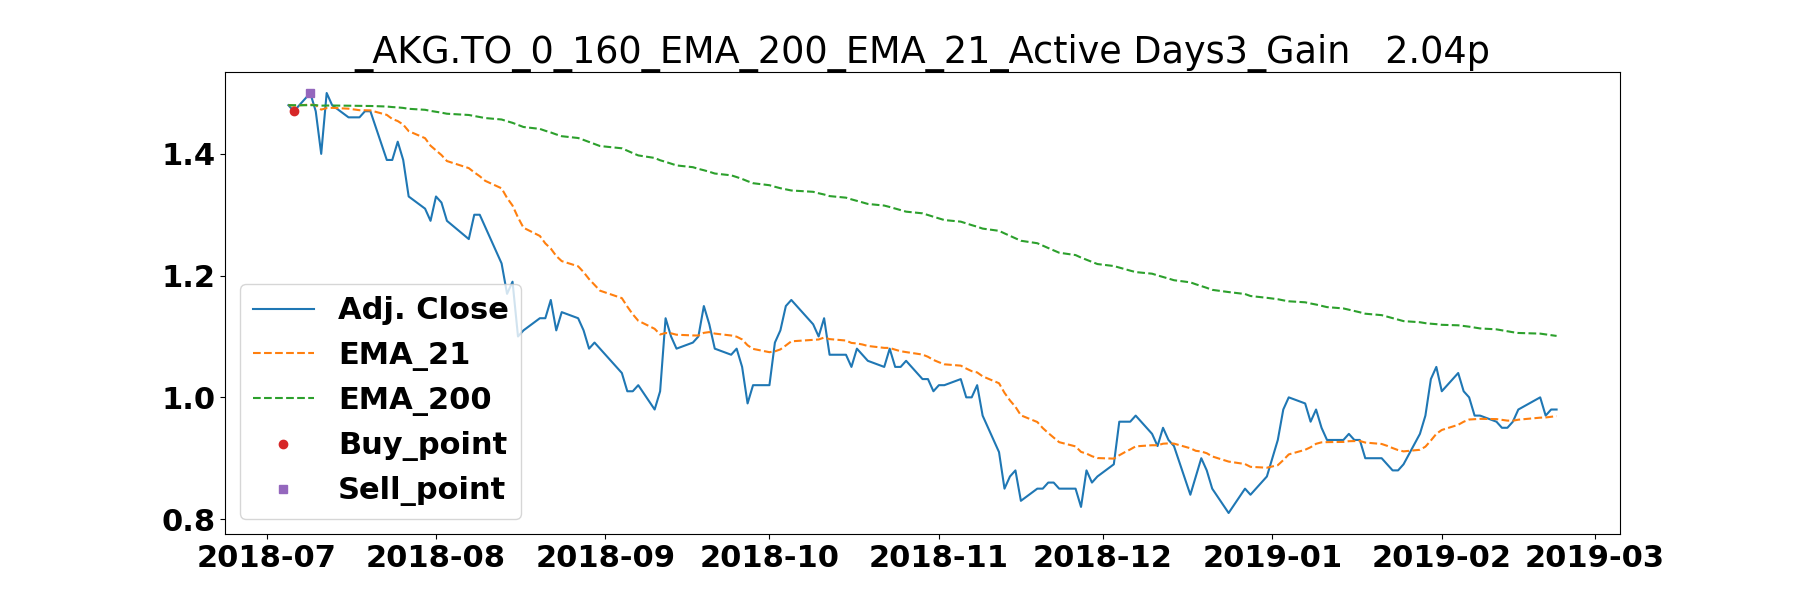 _AKG.TO_0_160_EMA_200_EMA_21_Active Days3_Gain   2.04p
1.4
1.2
1.0
0.8
Adj. Close
EMA_21
EMA_200
Buy_point
Sell_point
2018-07 2018-08 2018-09 2018-10 2018-11 2018-12 2019-01 2019-02 2019-03